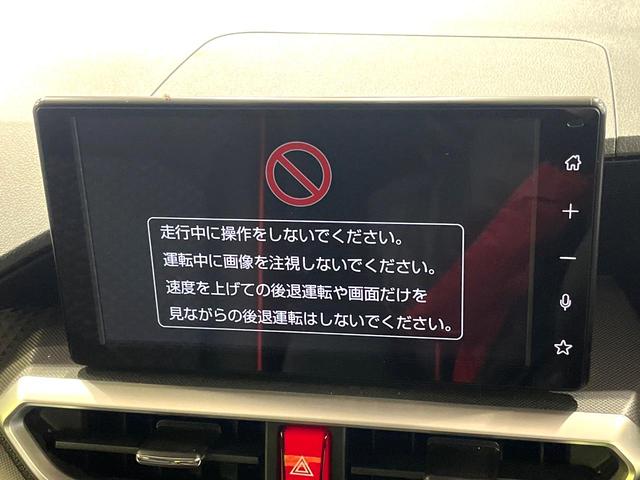 走行中に操作をしないでください。
運転中に画像を注視しないでください。
速度を上げての後退運転や画面だけを
見ながらの後退運転はしないでください。